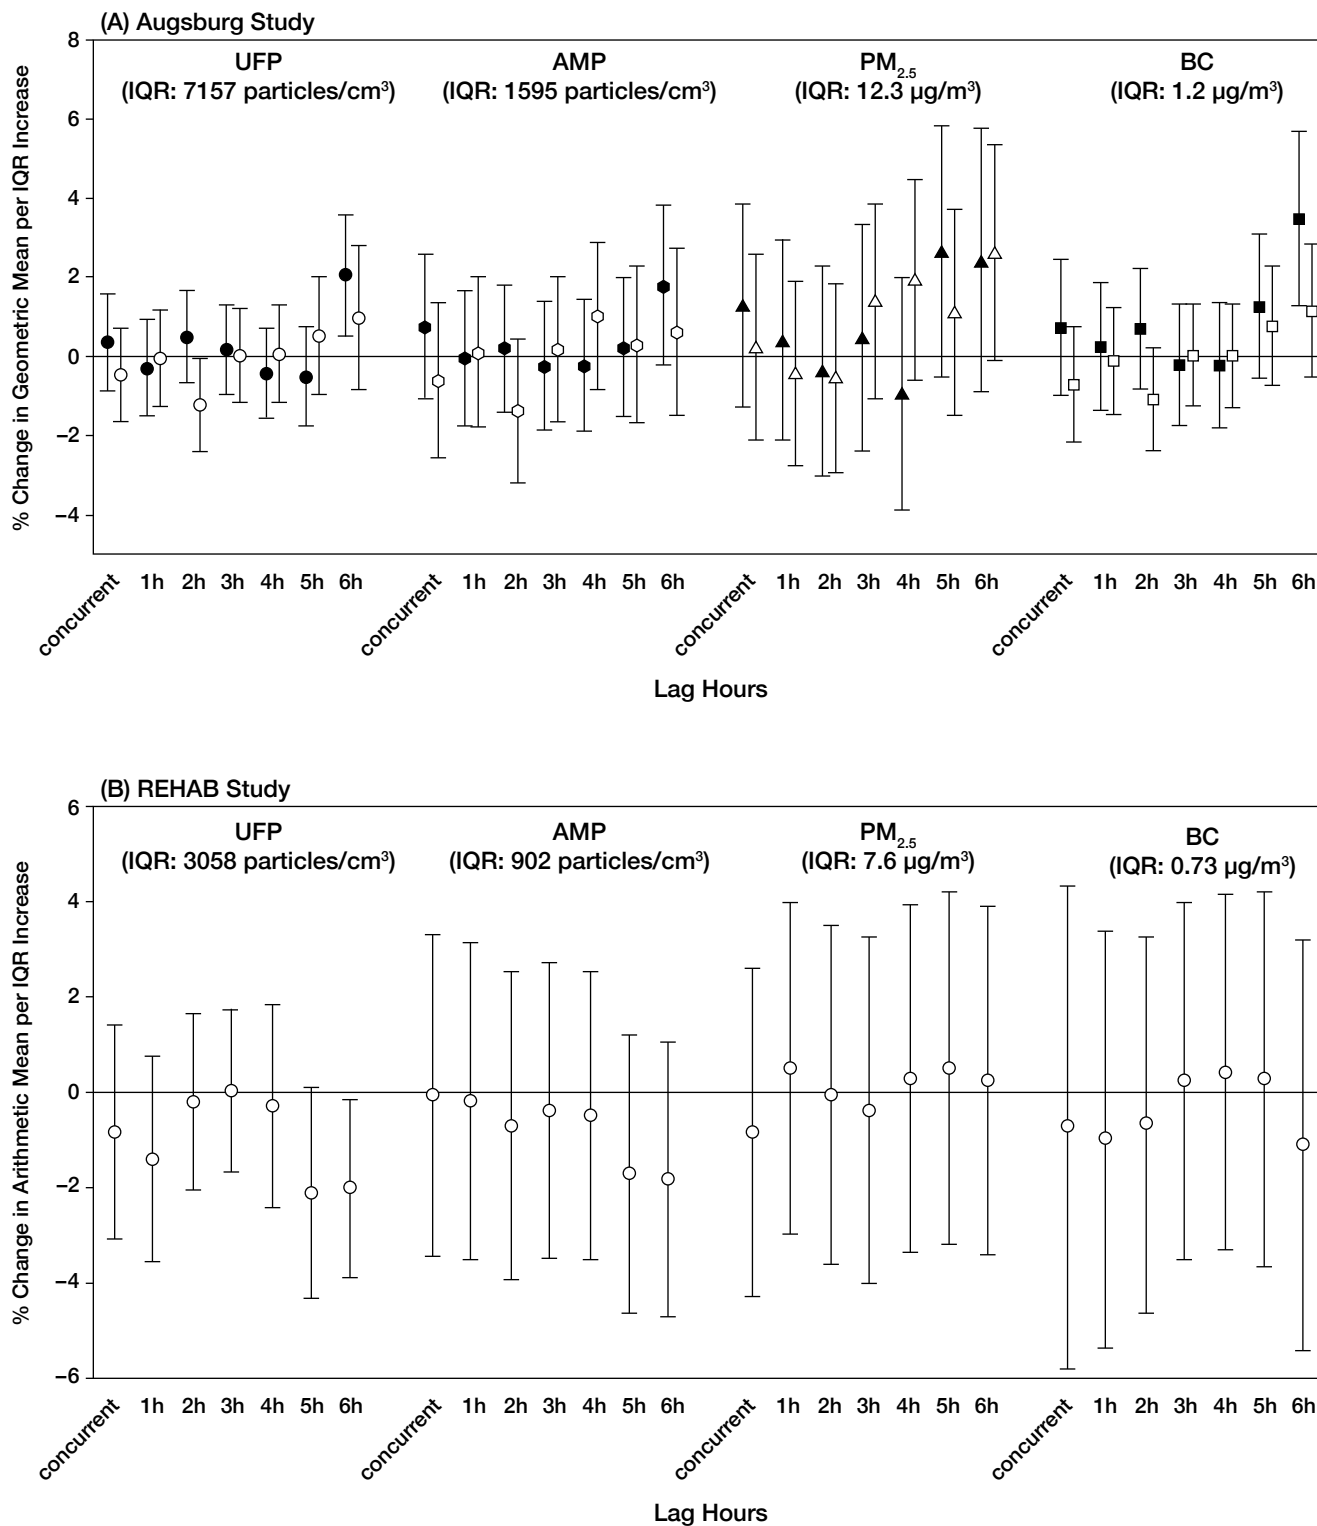 (A) Augsburg Study
% Change in Geometric Mean per IQR Increase
8
6
4
2
0
−2
−4
UFP
(IQR: 7157 particles/cm³)
AMP
(IQR: 1595 particles/cm³)
PM₂.₅
(IQR: 12.3 µg/m³)
BC
(IQR: 1.2 µg/m³)
concurrent 1h 2h 3h 4h 5h 6h
concurrent 1h 2h 3h 4h 5h 6h
concurrent 1h 2h 3h 4h 5h 6h
concurrent 1h 2h 3h 4h 5h 6h
Lag Hours
(B) REHAB Study
% Change in Arithmetic Mean per IQR Increase
6
4
2
0
−2
−4
−6
UFP
(IQR: 3058 particles/cm³)
AMP
(IQR: 902 particles/cm³)
PM₂.₅
(IQR: 7.6 µg/m³)
BC
(IQR: 0.73 µg/m³)
concurrent 1h 2h 3h 4h 5h 6h
concurrent 1h 2h 3h 4h 5h 6h
concurrent 1h 2h 3h 4h 5h 6h
concurrent 1h 2h 3h 4h 5h 6h
Lag Hours